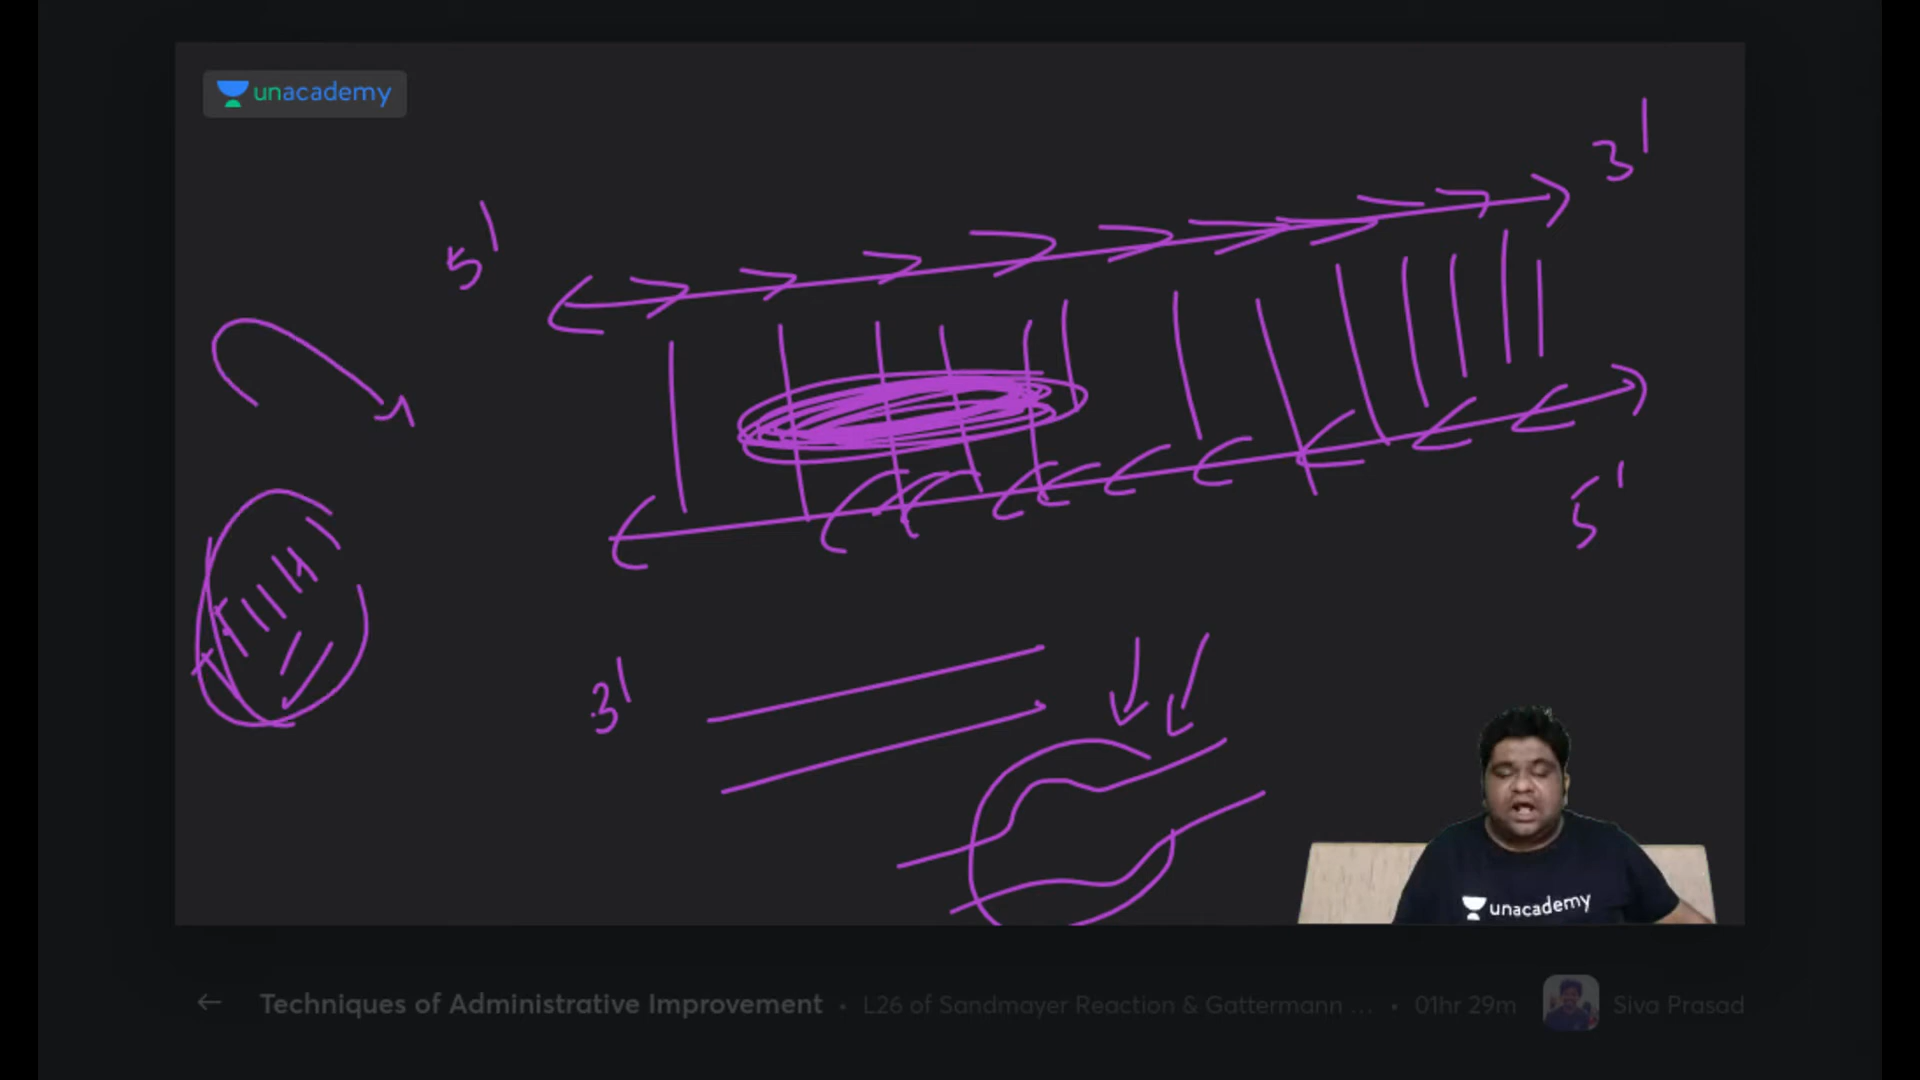 unacademy
3'
5'
5'
3'
unacademy
Techniques of Administrative Improvement • L26 of Sandmayer Reaction & Gattermann ... • 01hr 29m Siva Prasad